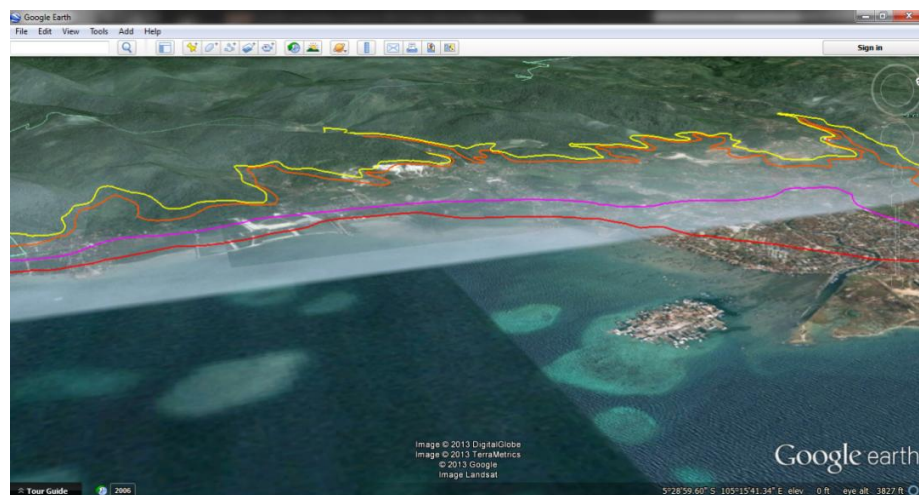 Google Earth
File Edit View Tools Add Help
Sign in
Image © 2013 DigitalGlobe
Image © 2013 TerraMetrics
© 2013 Google
Image Landsat
Google earth
Tour Guide
2006
5°28'59.60" S 105°15'41.34" E elev 0 ft eye alt 3827 ft